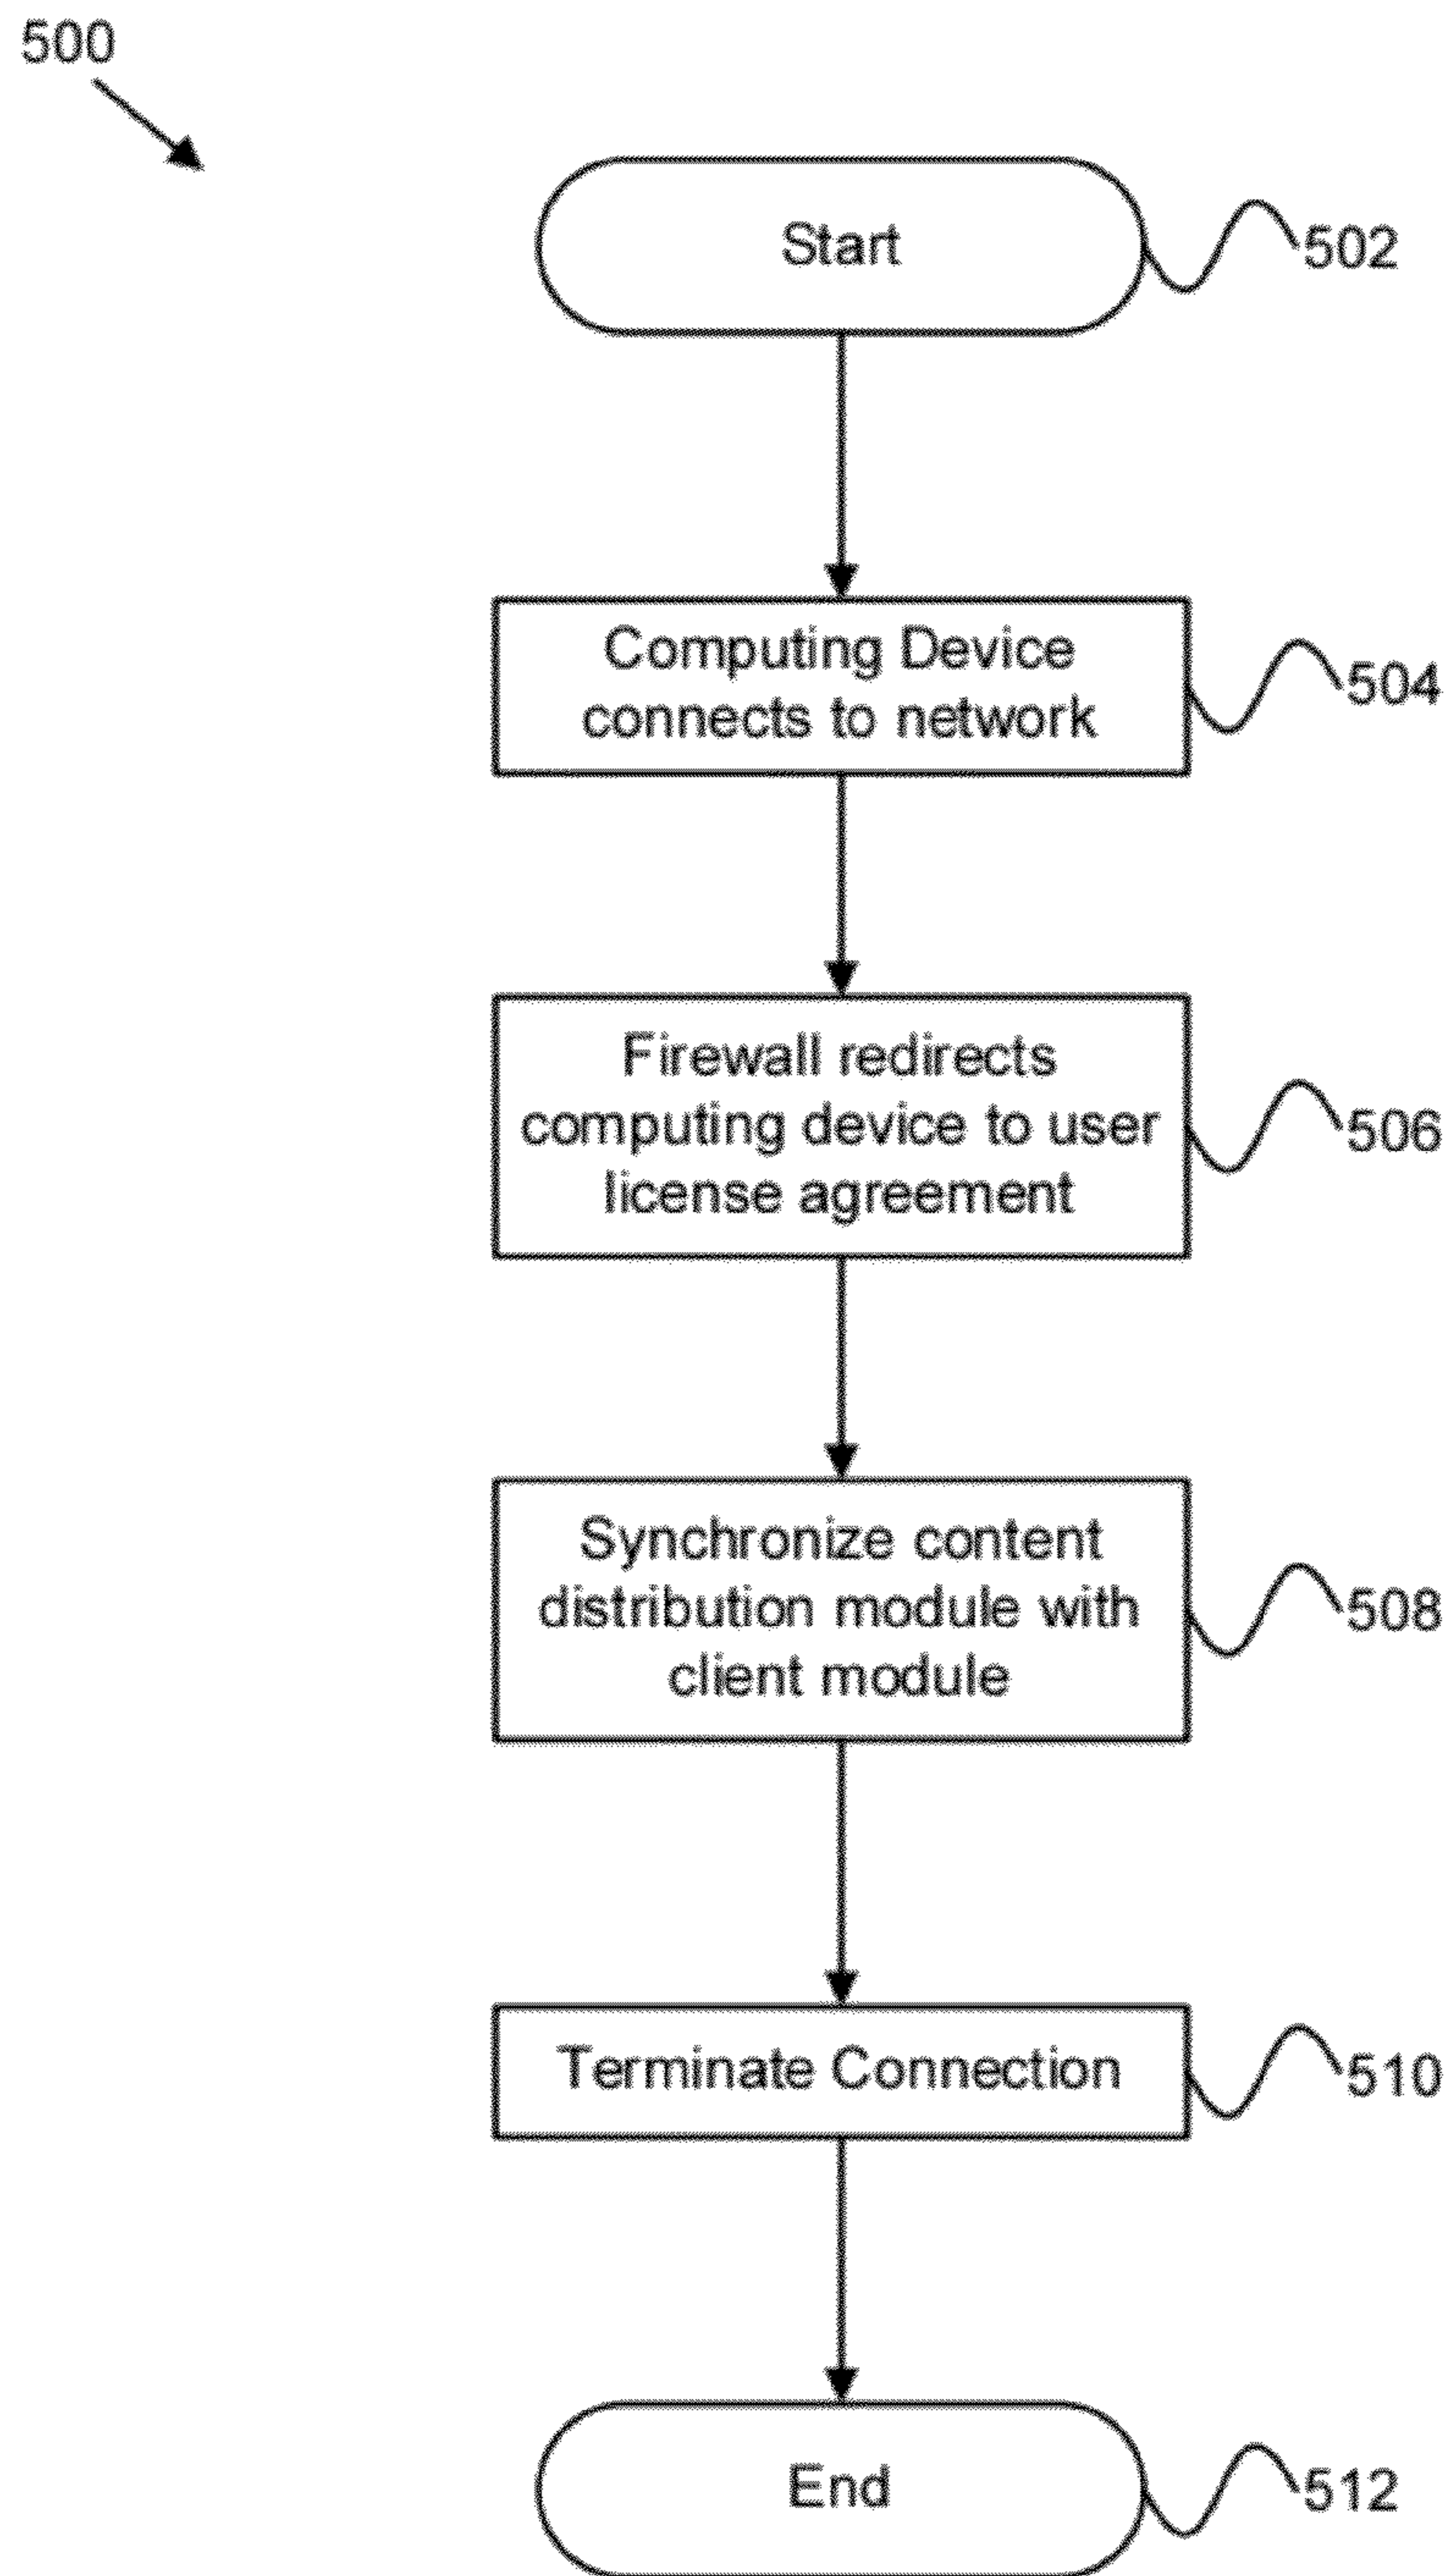 500
Start
502
Computing Device
connects to network
504
Firewall redirects
computing device to user
license agreement
506
Synchronize content
distribution module with
client module
508
Terminate Connection
510
End
512